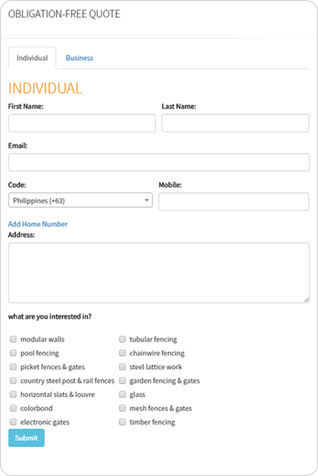 OBLIGATION-FREE QUOTE
Individual Business
INDIVIDUAL
First Name: Last Name:
Email:
Code: Mobile:
Philippines (+63)
Add Home Number
Address:
what are you interested in?
modular walls tubular fencing
pool fencing chainwire fencing
picket fences & gates steel lattice work
country steel post & rail fences garden fencing & gates
horizontal slats & louvre glass
colorbond mesh fences & gates
electronic gates timber fencing
Submit